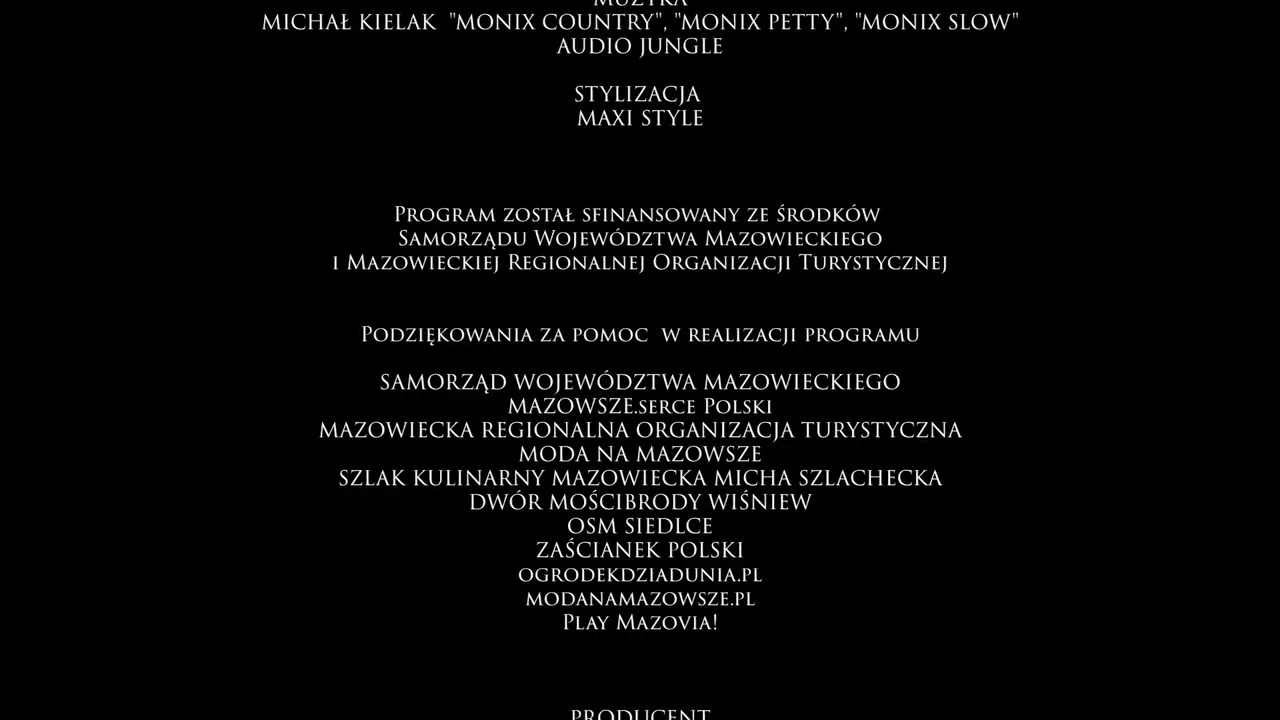 MUZYKA
MICHAŁ KIELAK "MONIX COUNTRY", "MONIX PETTY", "MONIX SLOW"
AUDIO JUNGLE
STYLIZACJA
MAXI STYLE
Program został sfinansowany ze środków
Samorządu Województwa Mazowieckiego
i Mazowieckiej Regionalnej Organizacji Turystycznej
Podziękowania za pomoc w realizacji programu
SAMORZĄD WOJEWÓDZTWA MAZOWIECKIEGO
MAZOWSZE.serce Polski
MAZOWIECKA REGIONALNA ORGANIZACJA TURYSTYCZNA
MODA NA MAZOWSZE
SZLAK KULINARNY MAZOWIECKA MICHA SZLACHECKA
DWÓR MOŚCIBRODY WIŚNIEW
OSM SIEDLCE
ZAŚCIANEK POLSKI
ogrodekdziadunia.pl
modanamazowsze.pl
Play Mazovia!
PRODUCENT